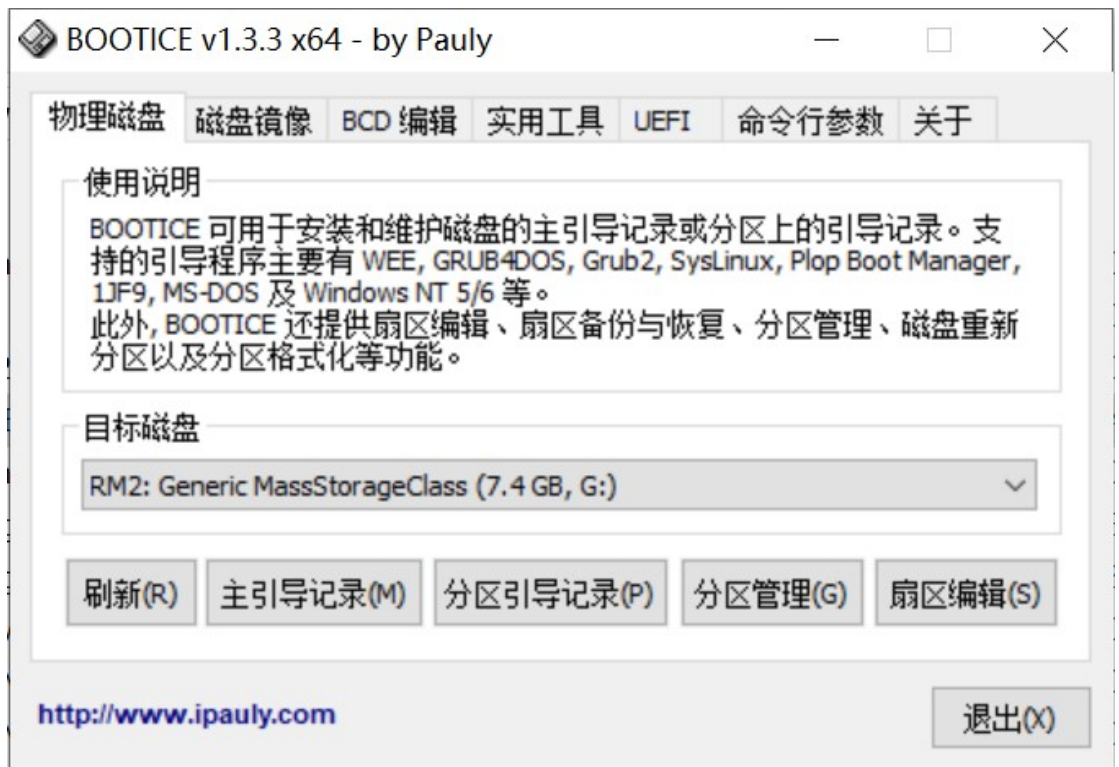 BOOTICE v1.3.3 x64 - by Pauly
物理磁盘 磁盘镜像 BCD 编辑 实用工具 UEFI 命令行参数 关于
使用说明
BOOTICE 可用于安装和维护磁盘的主引导记录或分区上的引导记录。支
持的引导程序主要有 WEE, GRUB4DOS, Grub2, SysLinux, Plop Boot Manager,
1JF9, MS-DOS 及 Windows NT 5/6 等。
此外, BOOTICE 还提供扇区编辑、扇区备份与恢复、分区管理、磁盘重新
分区以及分区格式化等功能。
目标磁盘
RM2: Generic MassStorageClass (7.4 GB, G:)
刷新(R) 主引导记录(M) 分区引导记录(P) 分区管理(G) 扇区编辑(S)
http://www.ipauly.com
退出(X)